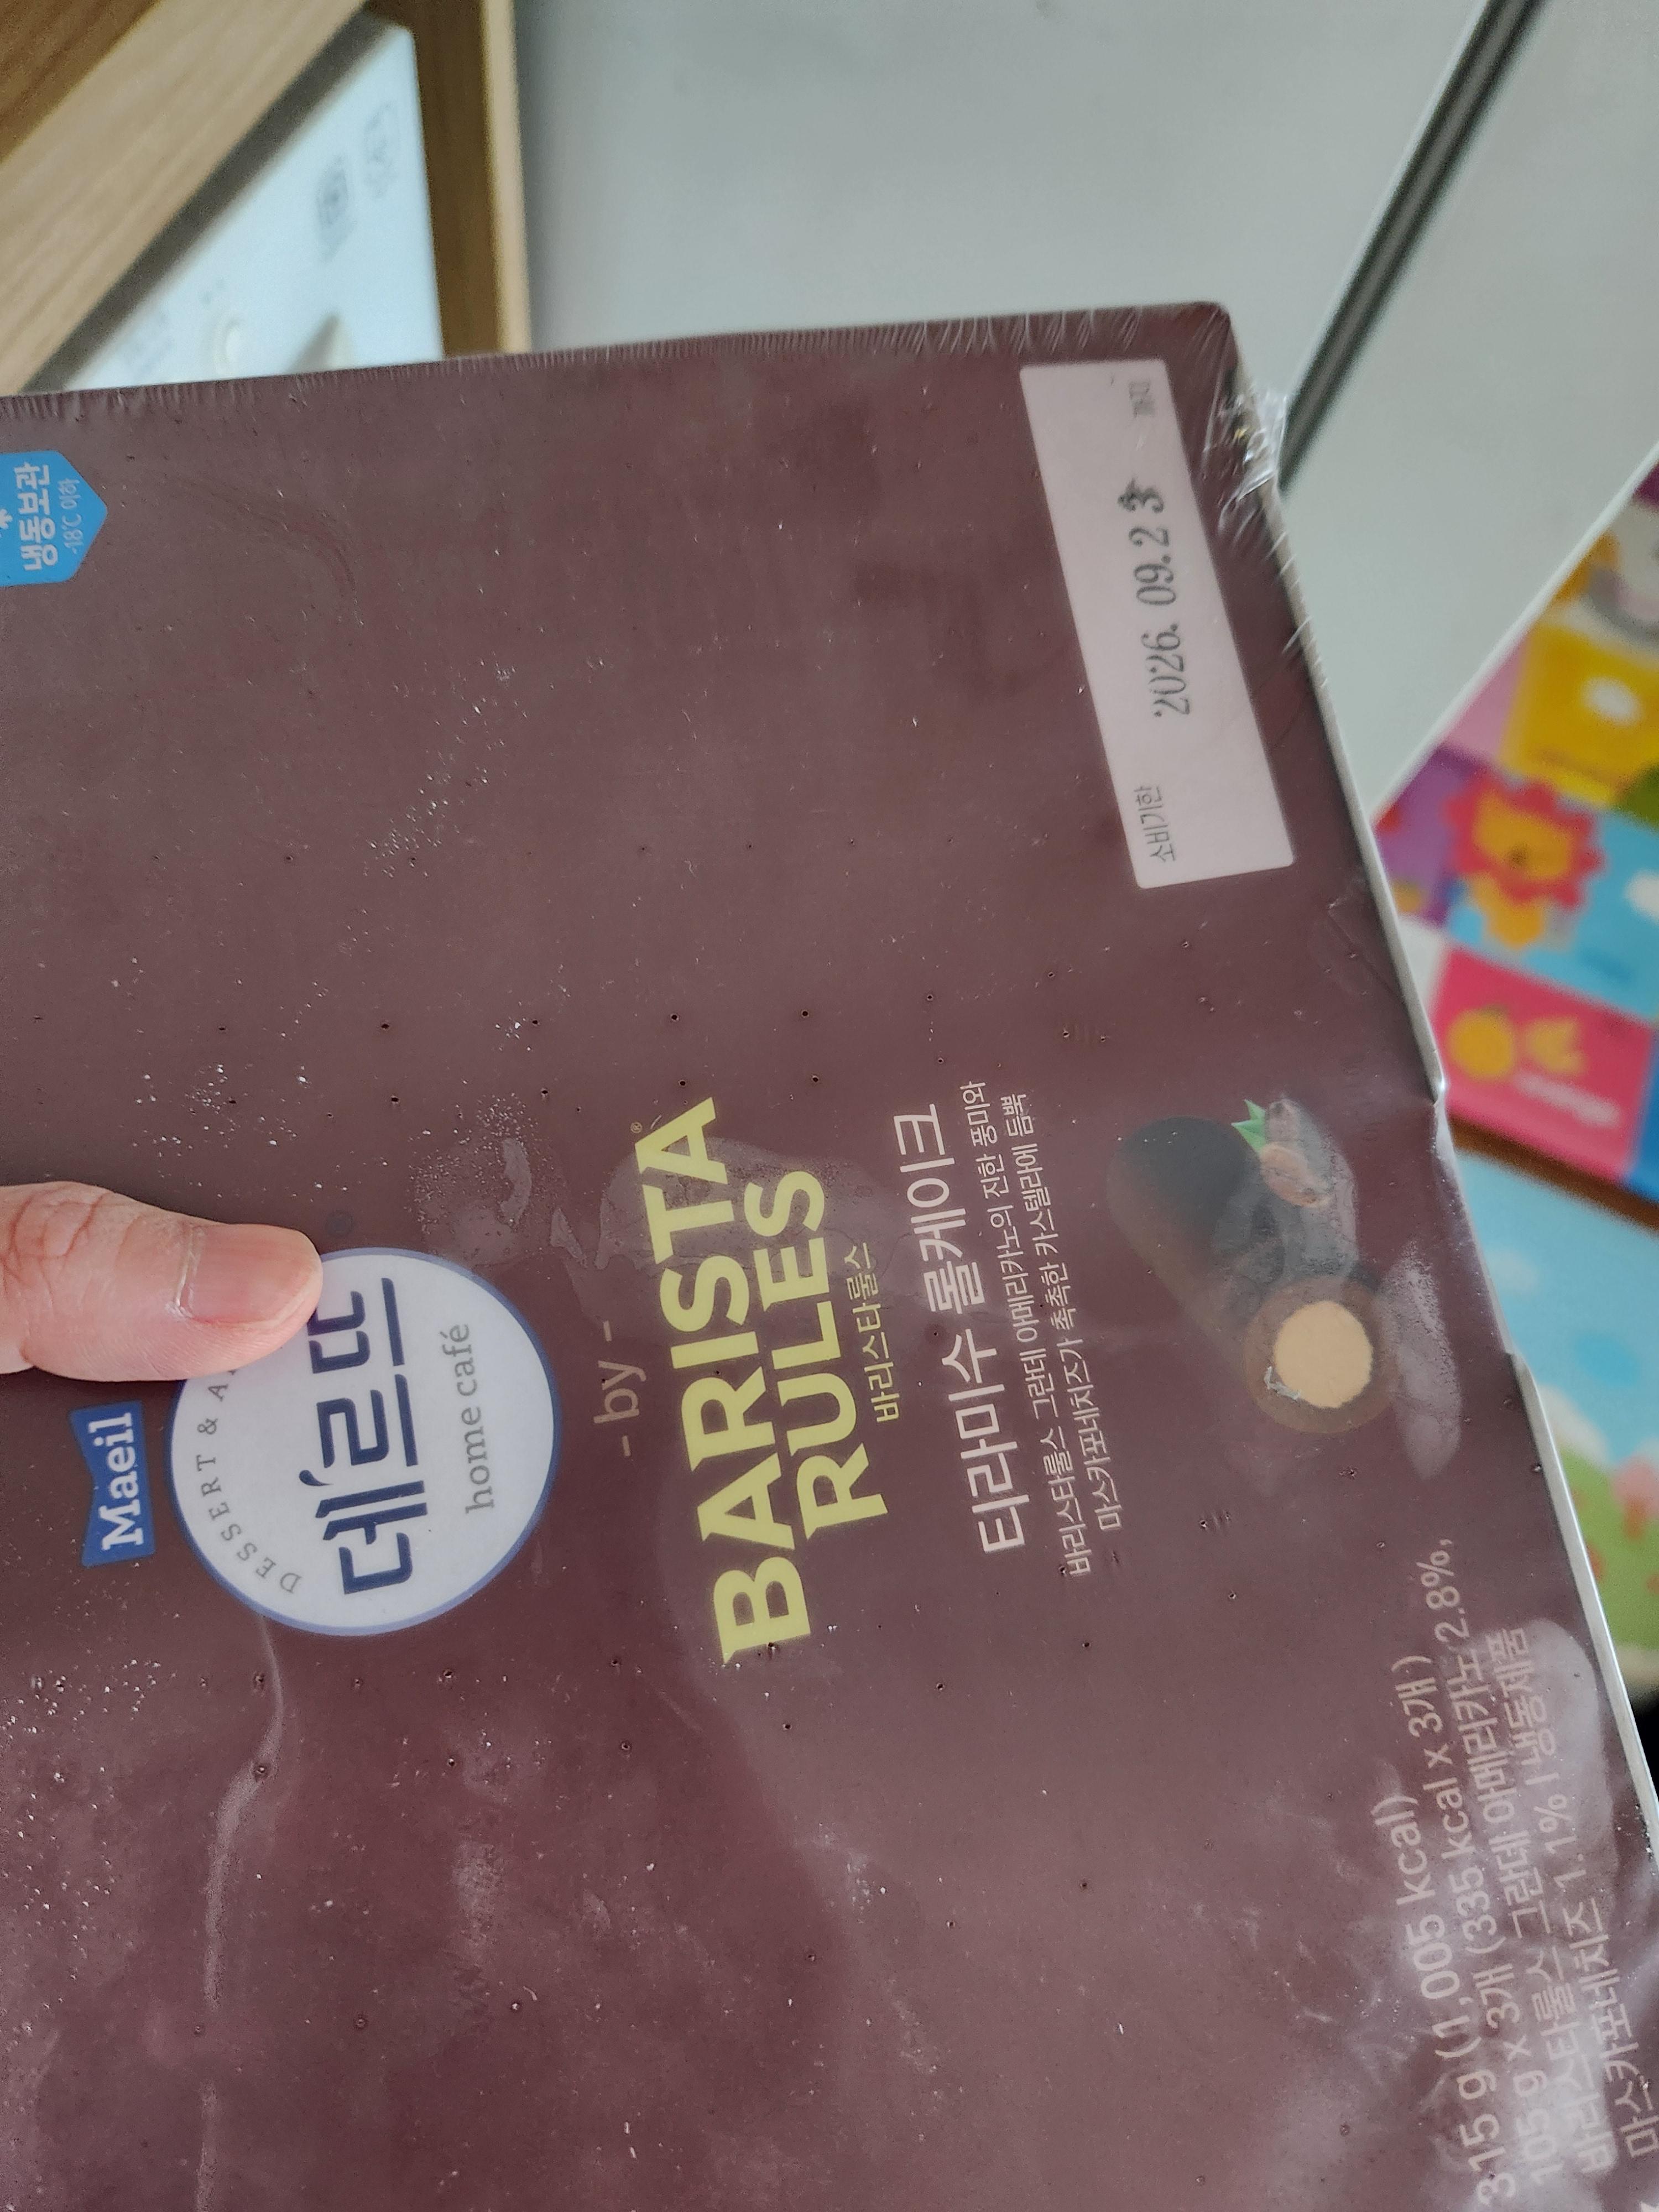 냉동보관
-18℃ 이하
소비기한 2026. 09. 2 까지
Maeil
DESSERT &
데르뜨
home café
- by -
BARISTA
RULES
바리스타룰스
티라미수 롤케이크
바리스타룰스 그란데 아메리카노의 진한 풍미와
마스카포네치즈가 촉촉한 카스텔라에 듬뿍
315 g (1,005 kcal)
105 g x 3개 (335 kcal x 3개)
바리스타룰스 그란데 아메리카노 2.8%,
마스카포네치즈 1.1% | 냉동제품